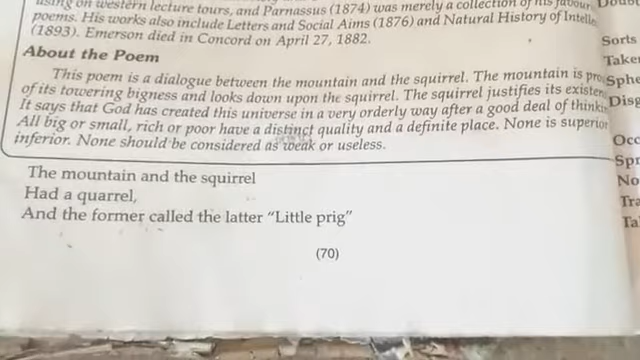 using on western lecture tours, and Parnassus (1874) was merely a collection of his favour
poems. His works also include Letters and Social Aims (1876) and Natural History of Intelle
(1893). Emerson died in Concord on April 27, 1882.
About the Poem
This poem is a dialogue between the mountain and the squirrel. The mountain is pro
of its towering bigness and looks down upon the squirrel. The squirrel justifies its existen
It says that God has created this universe in a very orderly way after a good deal of thinki
All big or small, rich or poor have a distinct quality and a definite place. None is superior
inferior. None should be considered as weak or useless.
The mountain and the squirrel
Had a quarrel,
And the former called the latter “Little prig”
(70)
Doubt
Sorts
Take
Sphe
Disg
Occ
Spr
No
Tra
Ta